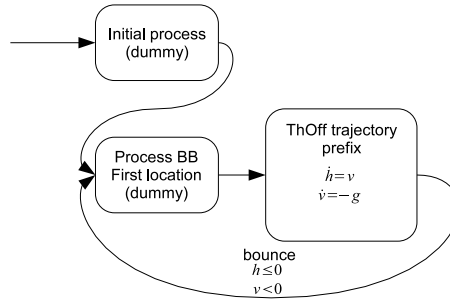 Initial process
(dummy)
Process BB
First location
(dummy)
ThOff trajectory
prefix
ḣ=v
v̇=−g
bounce
h≤0
v<0